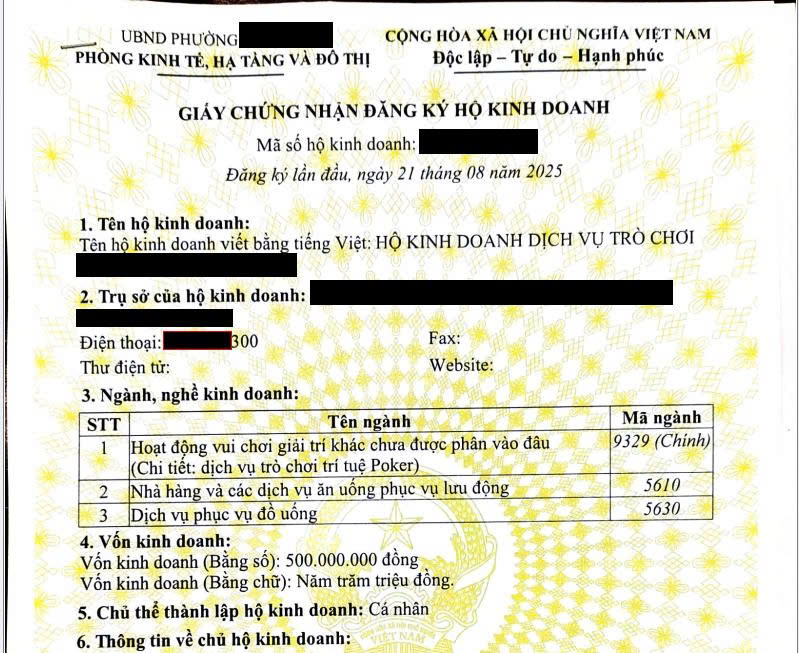 UBND PHƯỜNG
PHÒNG KINH TẾ, HẠ TẦNG VÀ ĐÔ THỊ
CỘNG HÒA XÃ HỘI CHỦ NGHĨA VIỆT NAM
Độc lập – Tự do – Hạnh phúc
GIẤY CHỨNG NHẬN ĐĂNG KÝ HỘ KINH DOANH
Mã số hộ kinh doanh:
Đăng ký lần đầu, ngày 21 tháng 08 năm 2025
1. Tên hộ kinh doanh:
Tên hộ kinh doanh viết bằng tiếng Việt: HỘ KINH DOANH DỊCH VỤ TRÒ CHƠI
2. Trụ sở của hộ kinh doanh:
Điện thoại: 300 Fax:
Thư điện tử: Website:
3. Ngành, nghề kinh doanh:
STT Tên ngành Mã ngành
1 Hoạt động vui chơi giải trí khác chưa được phân vào đâu 9329 (Chính)
(Chi tiết: dịch vụ trò chơi trí tuệ Poker)
2 Nhà hàng và các dịch vụ ăn uống phục vụ lưu động 5610
3 Dịch vụ phục vụ đồ uống 5630
4. Vốn kinh doanh:
Vốn kinh doanh (Bằng số): 500.000.000 đồng
Vốn kinh doanh (Bằng chữ): Năm trăm triệu đồng.
5. Chủ thể thành lập hộ kinh doanh: Cá nhân
6. Thông tin về chủ hộ kinh doanh:
VIỆT NAM